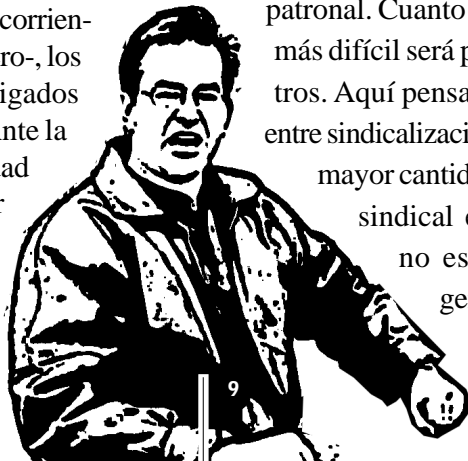 corrien-
ro-, los
igados
nte la
dad
r
patronal. Cuanto
más difícil será p
tros. Aquí pensa
entre sindicalizaci
mayor cantid
sindical
no es
ge
9